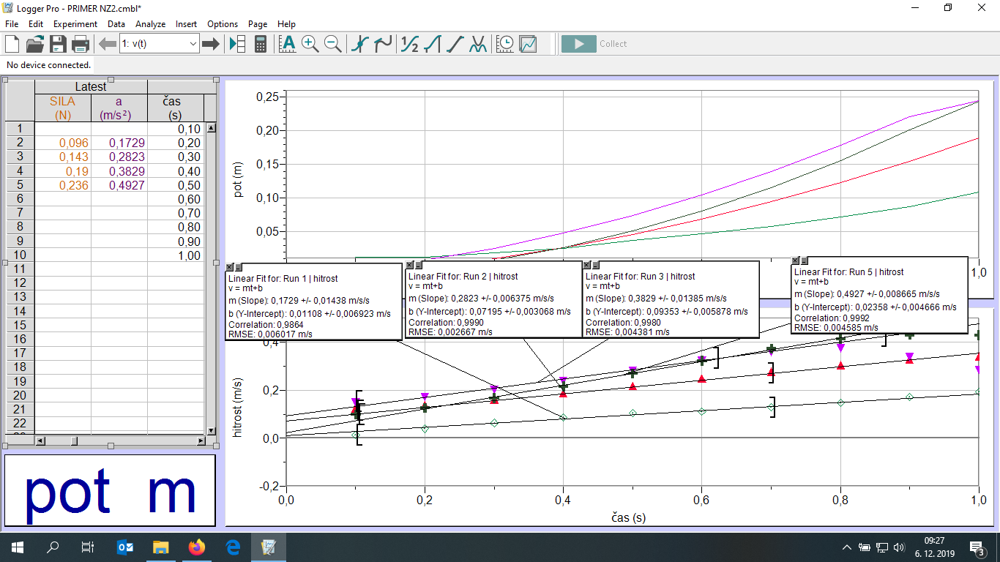 Logger Pro - PRIMER NZ2.cmbl*
File Edit Experiment Data Analyze Insert Options Page Help
1: v(t)
Collect
No device connected.
Latest
SILA a čas
(N) (m/s²) (s)
1 0,10
2 0,096 0,1729 0,20
3 0,143 0,2823 0,30
4 0,19 0,3829 0,40
5 0,236 0,4927 0,50
6 0,60
7 0,70
8 0,80
9 0,90
10 1,00
11
12
13
14
15
16
17
18
19
20
21
22
pot m
pot (m)
0,25
0,20
0,15
0,10
0,05
1,0
Linear Fit for: Run 1 | hitrost
v = mt+b
m (Slope): 0,1729 +/- 0,01438 m/s/s
b (Y-Intercept): 0,01108 +/- 0,006923 m/s
Correlation: 0,9864
RMSE: 0,006017 m/s
Linear Fit for: Run 2 | hitrost
v = mt+b
m (Slope): 0,2823 +/- 0,006375 m/s/s
b (Y-Intercept): 0,07195 +/- 0,003068 m/s
Correlation: 0,9990
RMSE: 0,002667 m/s
Linear Fit for: Run 3 | hitrost
v = mt+b
m (Slope): 0,3829 +/- 0,01385 m/s/s
b (Y-Intercept): 0,09353 +/- 0,005878 m/s
Correlation: 0,9980
RMSE: 0,004381 m/s
Linear Fit for: Run 5 | hitrost
v = mt+b
m (Slope): 0,4927 +/- 0,008665 m/s/s
b (Y-Intercept): 0,02358 +/- 0,004666 m/s
Correlation: 0,9992
RMSE: 0,004585 m/s
hitrost (m/s)
0,4
0,2
0,0
-0,2
0,0 0,2 0,4 0,6 0,8 1,0
čas (s)
09:27
6. 12. 2019
3